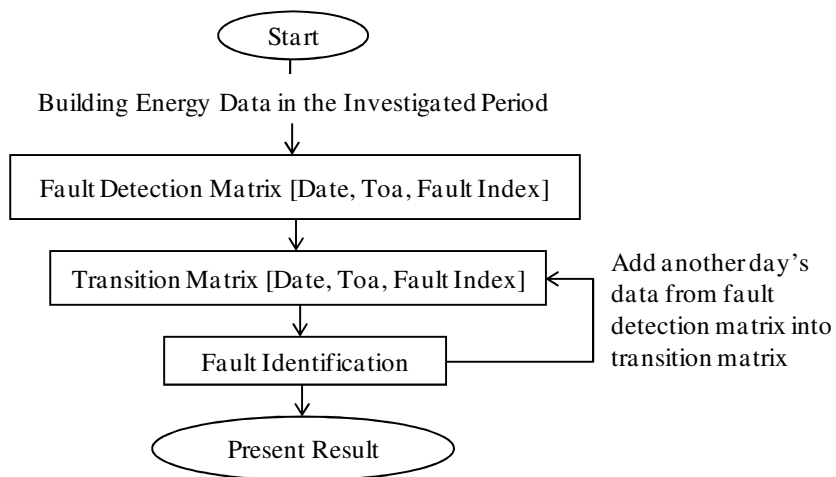 Start
Building Energy Data in the Investigated Period
Fault Detection Matrix [Date, Toa, Fault Index]
Transition Matrix [Date, Toa, Fault Index]
Add another day's
data from fault
detection matrix into
transition matrix
Fault Identification
Present Result